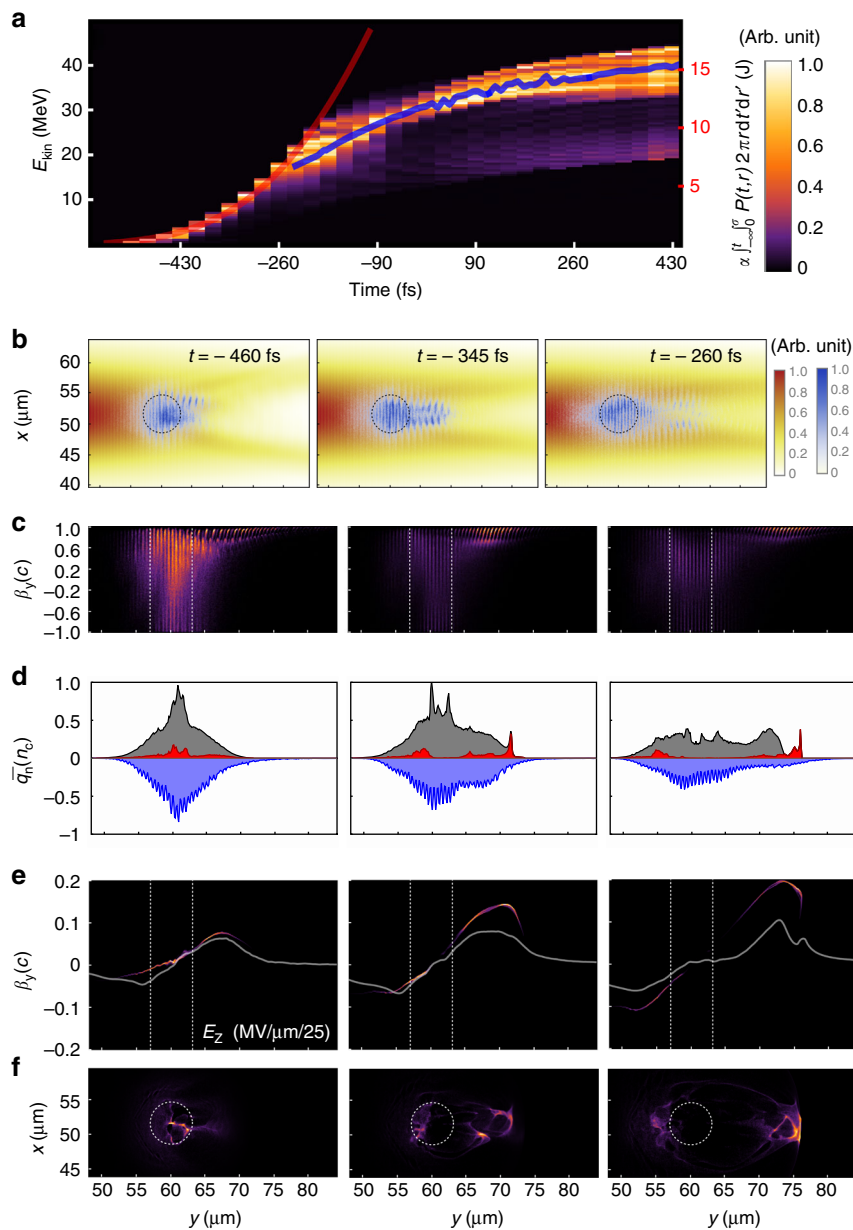 a
(Arb. unit)
E_kin (MeV)
40
30
20
10
15
10
5
α ∫^t_−∞ ∫^σ_0 P(t,r) 2πrdt′dr′ (J)
1.0
0.8
0.6
0.4
0.2
0
−430
−260
−90
90
260
430
Time (fs)
b
t = − 460 fs
t = − 345 fs
t = − 260 fs
(Arb. unit)
x (μm)
60
55
50
45
40
1.0
0.8
0.6
0.4
0.2
0
1.0
0.8
0.6
0.4
0.2
0
c
β_y(c)
1.0
0.6
0.2
−0.2
−0.6
−1.0
d
q̅n̅(n_c)
1.0
0.5
0
−0.5
−1
e
β_y(c)
0.2
0.1
0
−0.1
−0.2
E_Z (MV/μm/25)
f
x (μm)
55
50
45
50 55 60 65 70 75 80
50 55 60 65 70 75 80
50 55 60 65 70 75 80
y (μm)
y (μm)
y (μm)